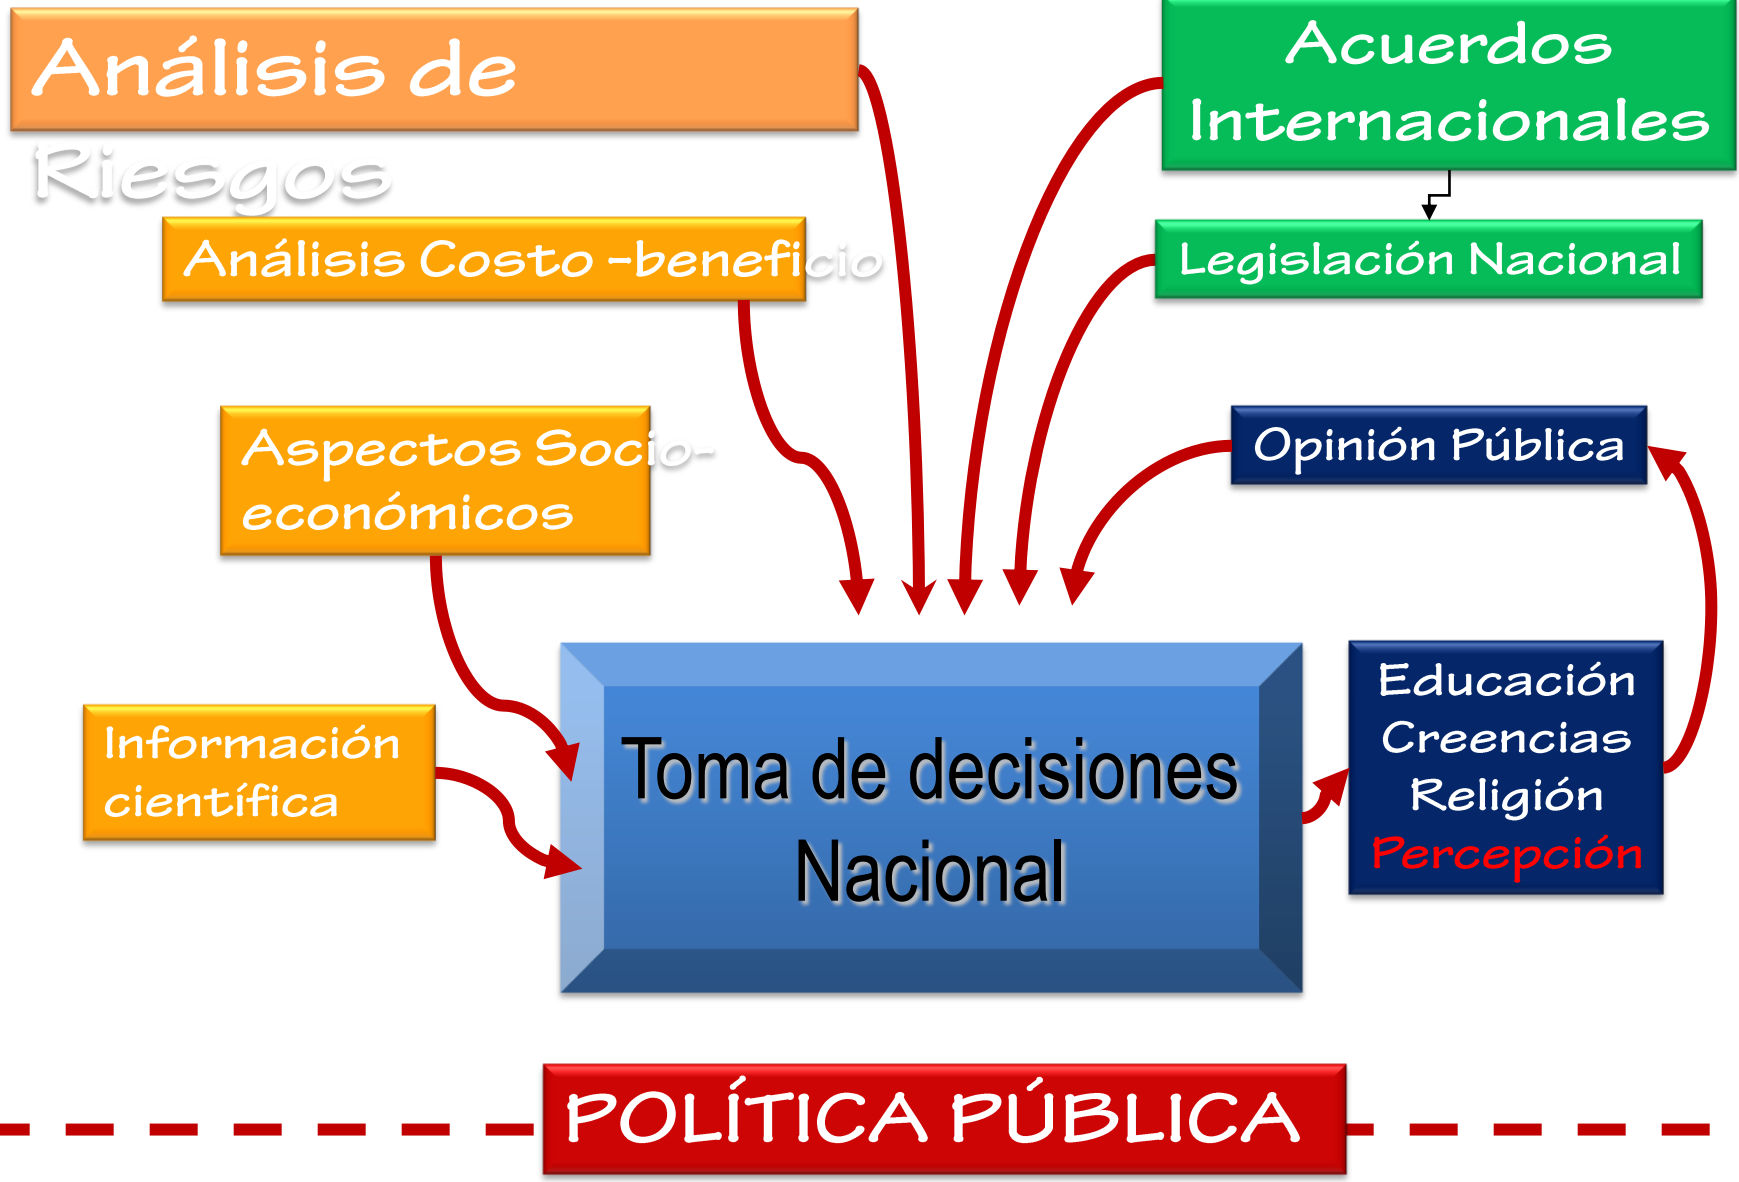 Análisis de
Riesgos
Acuerdos
Internacionales
Análisis Costo -beneficio
Legislación Nacional
Aspectos Socio-
económicos
Opinión Pública
Información
científica
Toma de decisiones
Nacional
Educación
Creencias
Religión
Percepción
POLÍTICA PÚBLICA